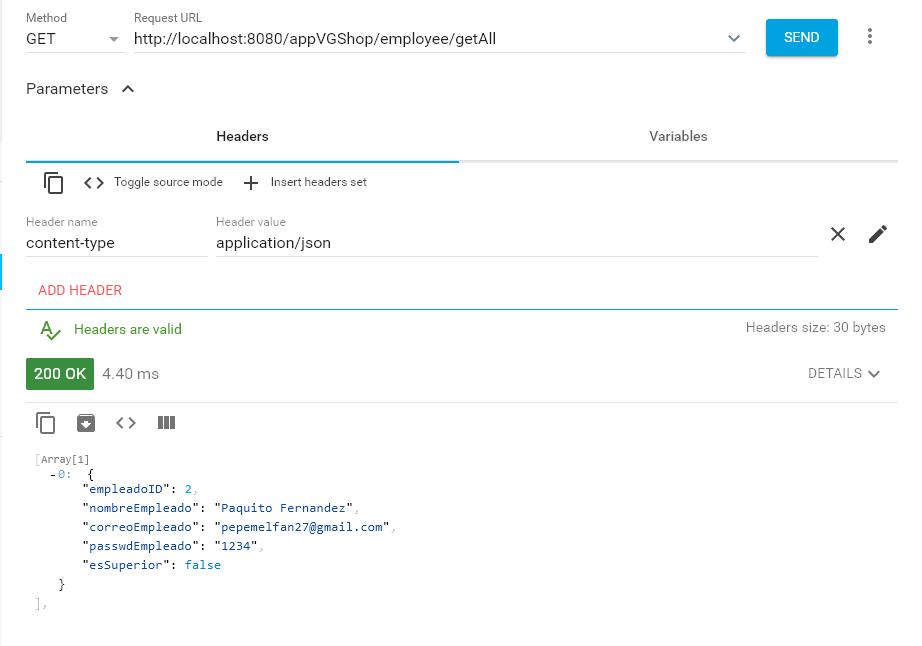 Method Request URL
GET http://localhost:8080/appVGShop/employee/getAll SEND
Parameters
Headers Variables
Toggle source mode Insert headers set
Header name Header value
content-type application/json
ADD HEADER
Headers are valid Headers size: 30 bytes
200 OK 4.40 ms DETAILS
[Array[1]
-0: {
"empleadoID": 2,
"nombreEmpleado": "Paquito Fernandez",
"correoEmpleado": "pepemelfan27@gmail.com",
"passwdEmpleado": "1234",
"esSuperior": false
}
],